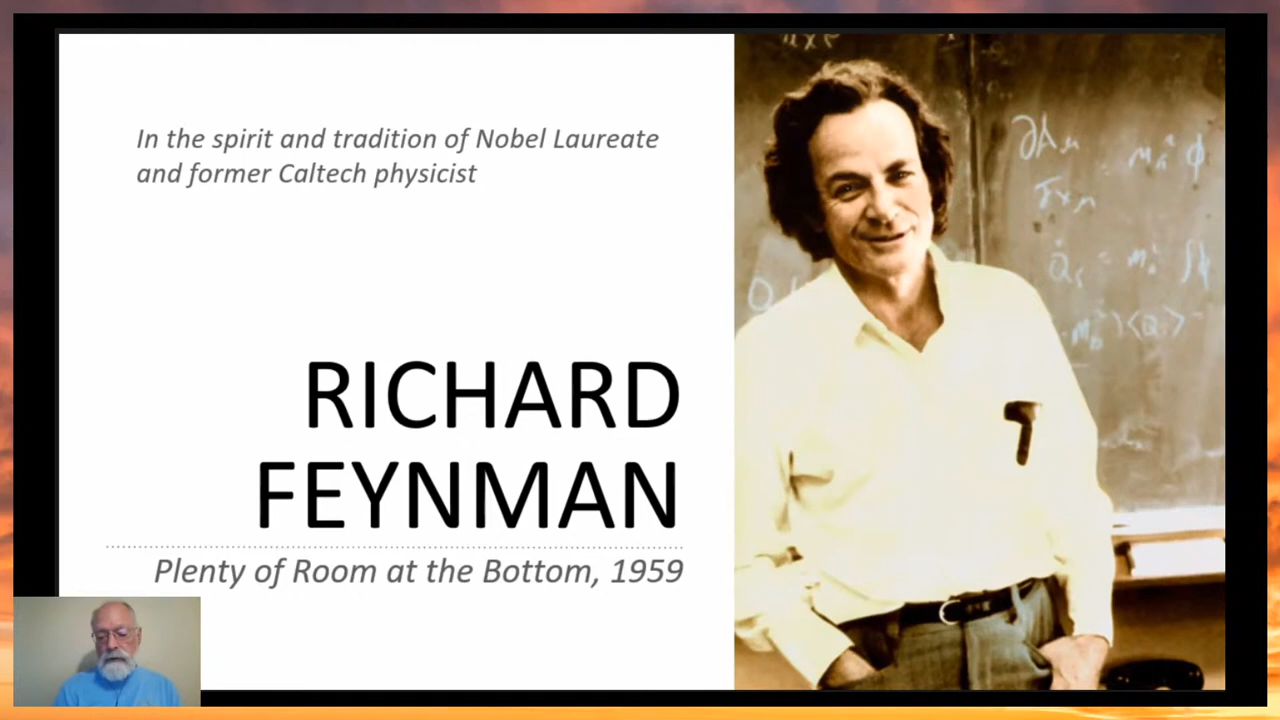 In the spirit and tradition of Nobel Laureate
and former Caltech physicist
RICHARD
FEYNMAN
Plenty of Room at the Bottom, 1959